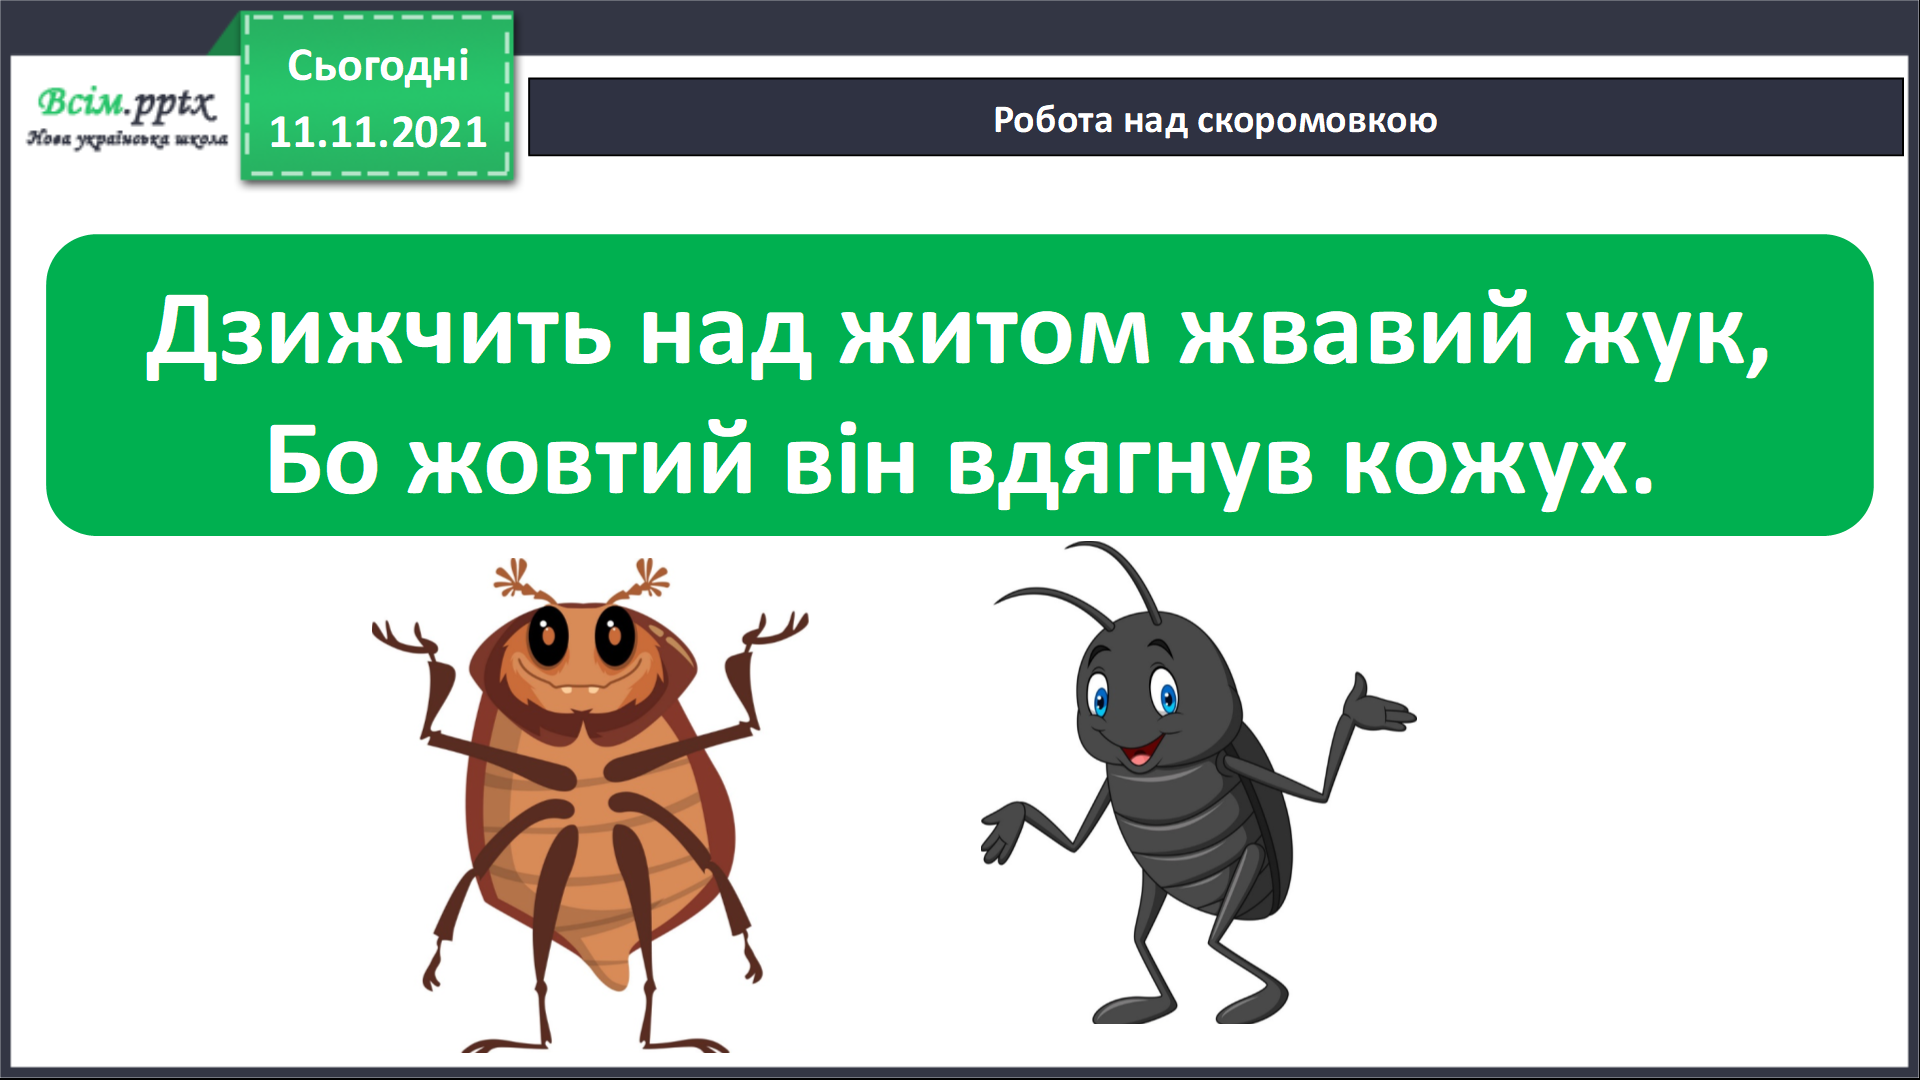 Сьогодні
11.11.2021
Всім.pptx
Нова українська школа
Робота над скоромовкою
Дзижчить над житом жвавий жук,
Бо жовтий він вдягнув кожух.